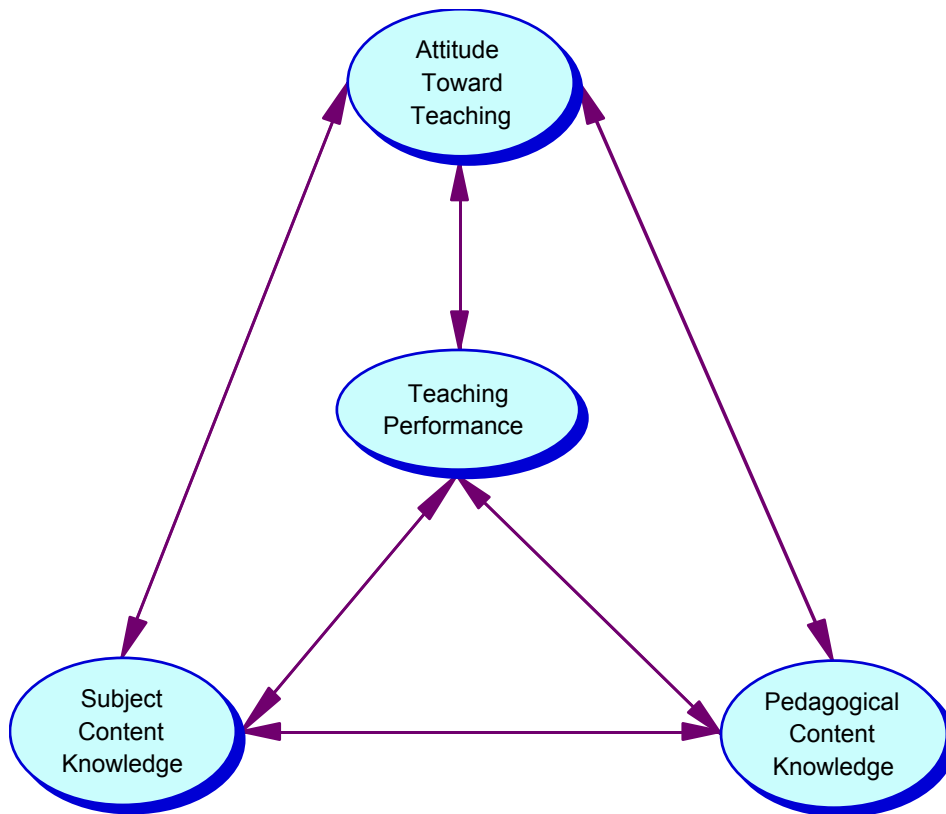 Attitude
Toward
Teaching
Teaching
Performance
Subject
Content
Knowledge
Pedagogical
Content
Knowledge